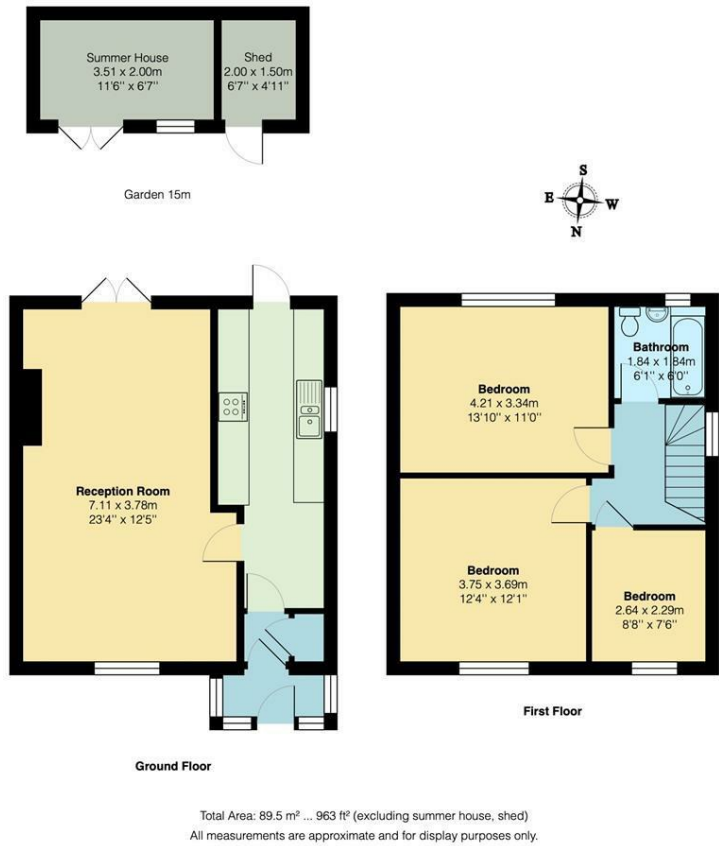 Summer House
3.51 x 2.00m
11'6" x 6'7"
Shed
2.00 x 1.50m
6'7" x 4'11"
Garden 15m
S
E
W
N
Reception Room
7.11 x 3.78m
23'4" x 12'5"
Ground Floor
Bedroom
4.21 x 3.34m
13'10" x 11'0"
Bathroom
1.84 x 1.84m
6'1" x 6'0"
Bedroom
3.75 x 3.69m
12'4" x 12'1"
Bedroom
2.64 x 2.29m
8'8" x 7'6"
First Floor
Total Area: 89.5 m² ... 963 ft² (excluding summer house, shed)
All measurements are approximate and for display purposes only.